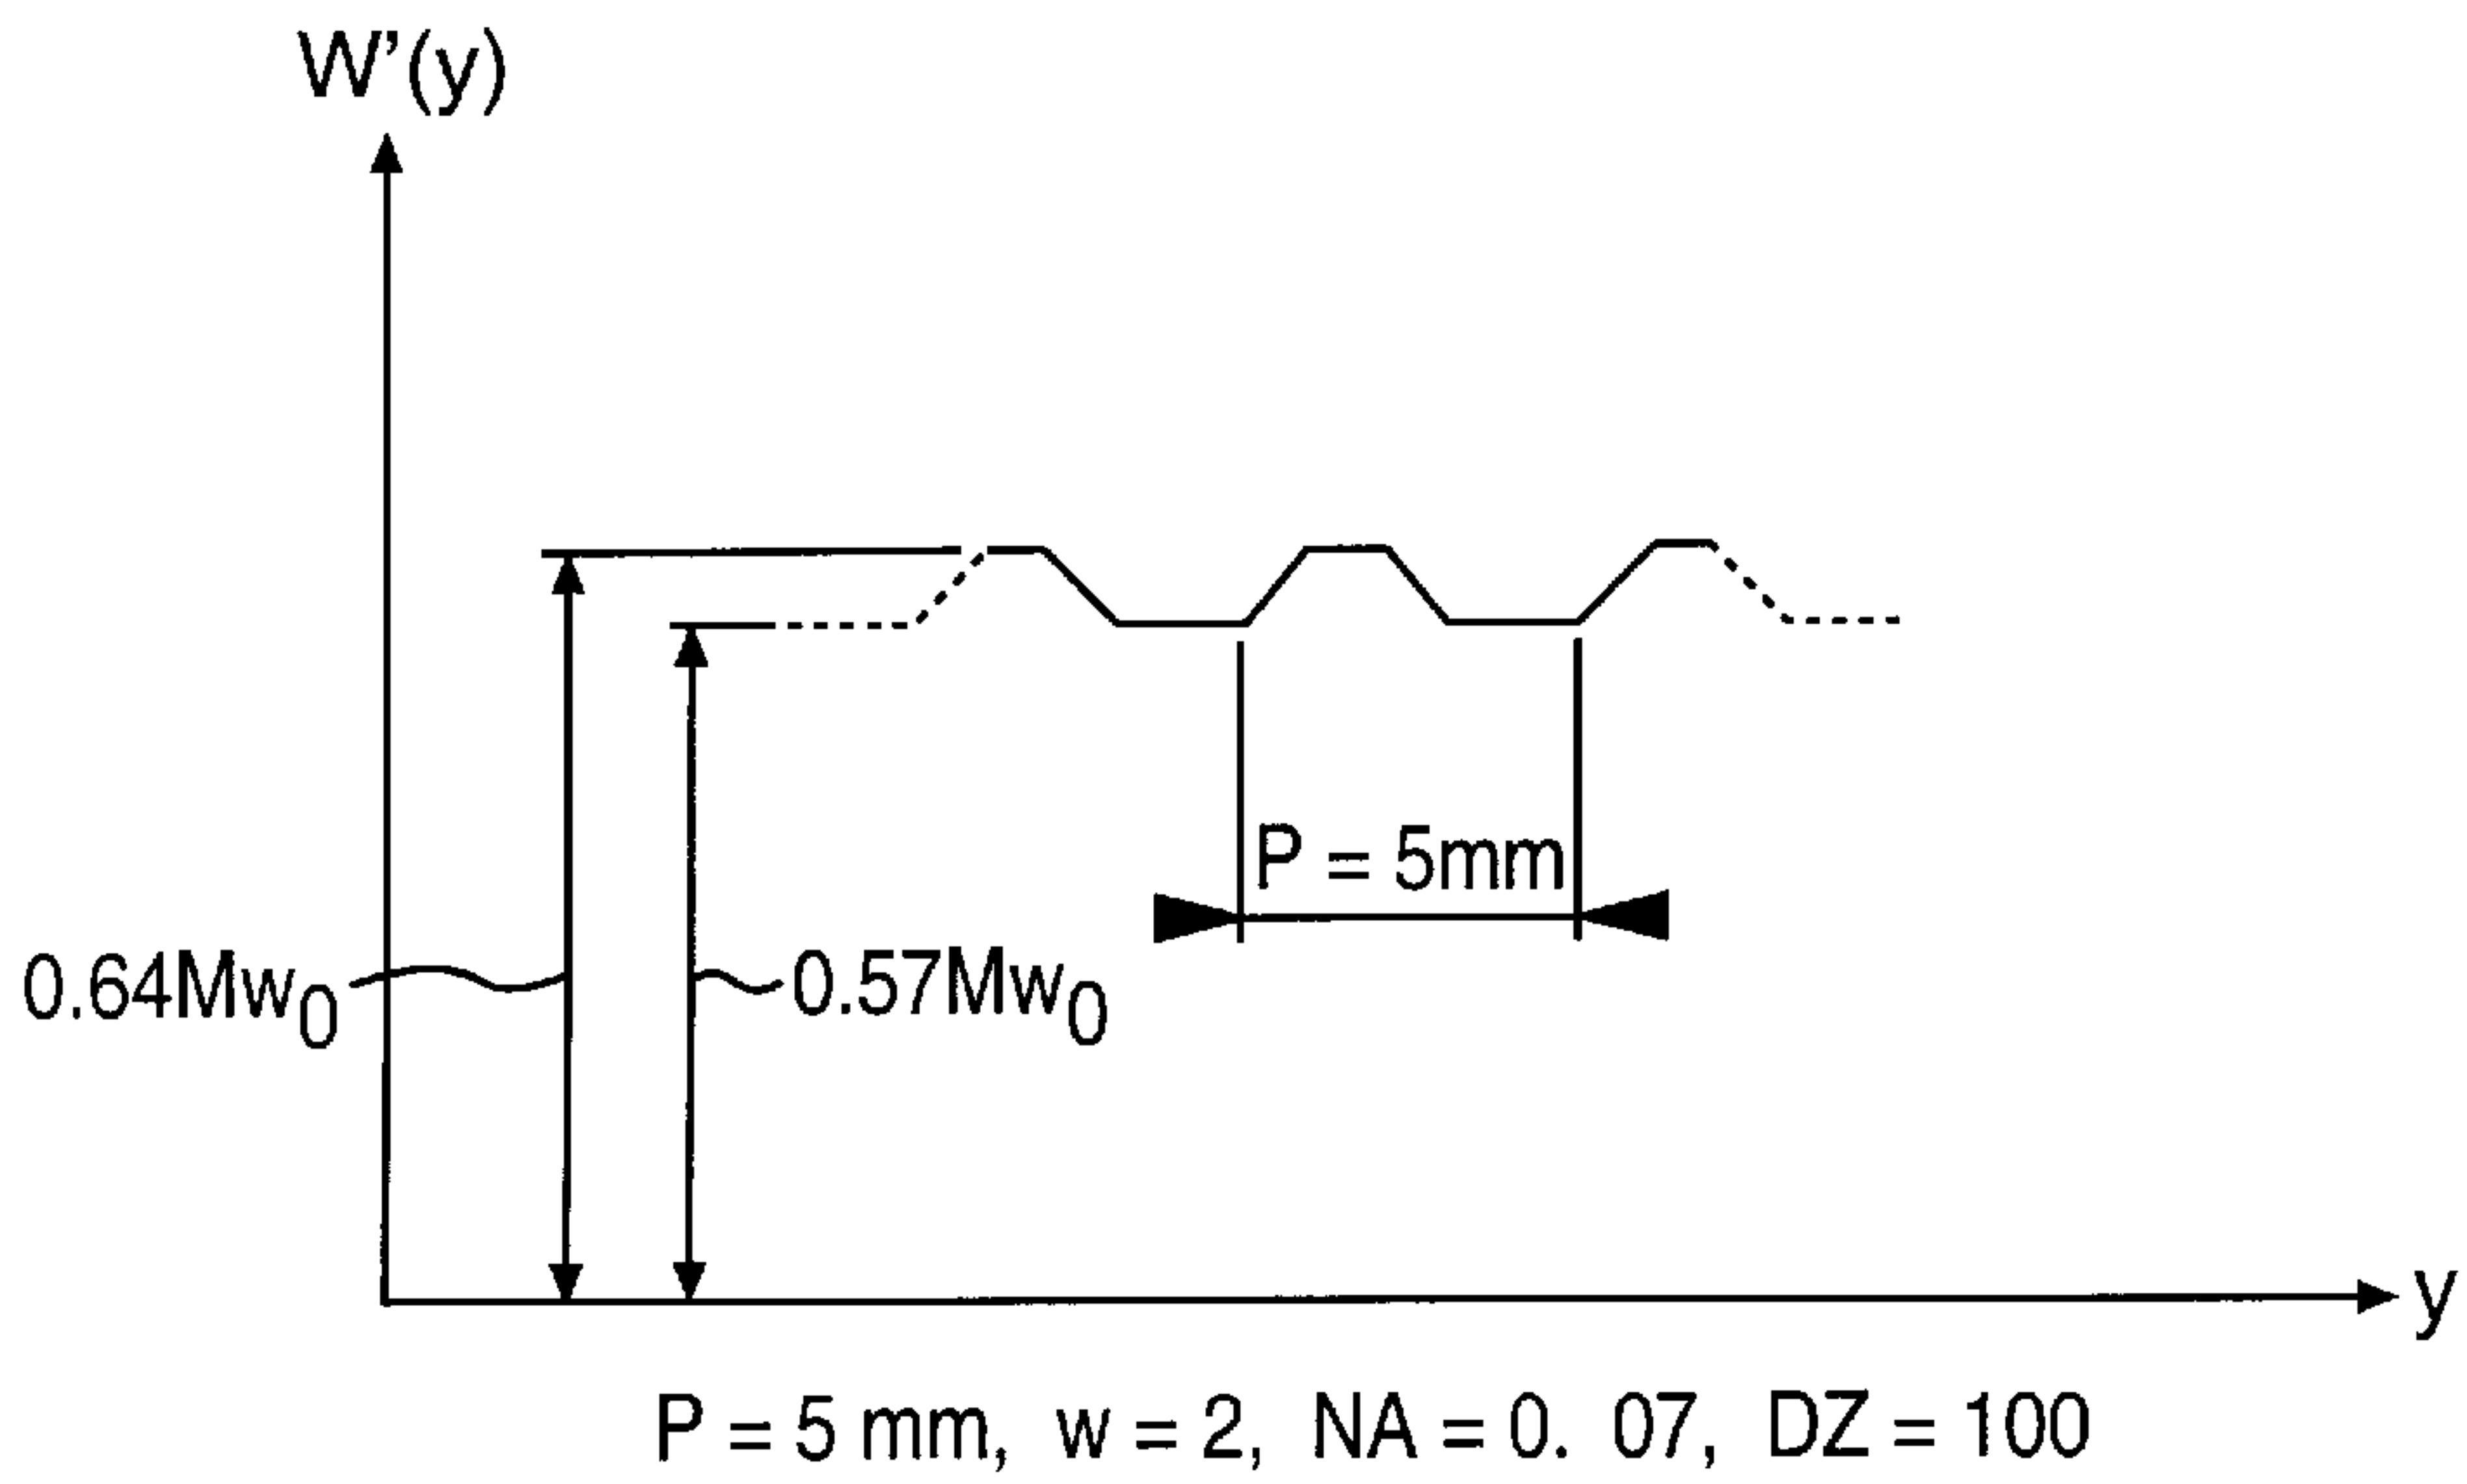 W'(y)
P = 5mm
0.64Mw0
0.57Mw0
y
P = 5 mm, w = 2, NA = 0. 07, DZ = 100